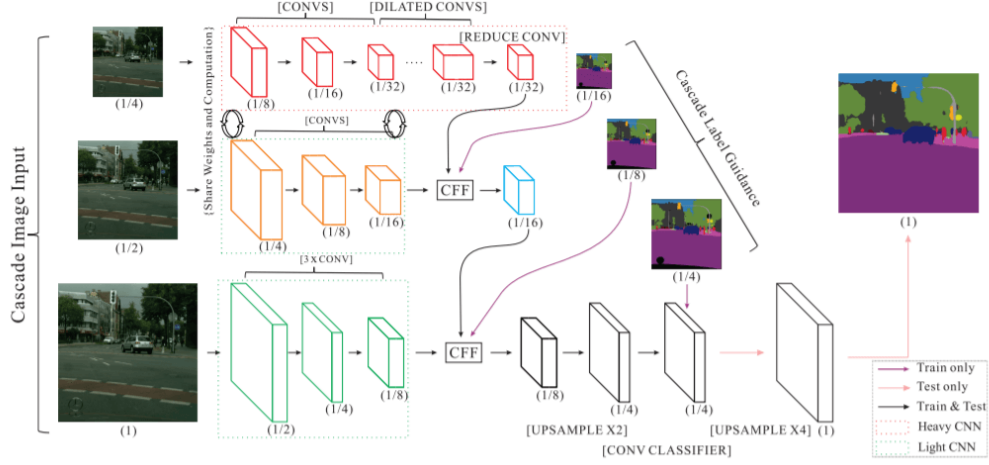 [CONVS]
[DILATED CONVS]
[REDUCE CONV]
(1/4)
(1/8)
(1/16)
(1/32)
(1/32)
(1/32)
(1/16)
{Share Weights and Computation}
Cascade Label Guidance
Cascade Image Input
[CONVS]
(1/2)
(1/4)
(1/8)
(1/16)
CFF
(1/16)
(1/8)
(1/4)
(1)
[3 X CONV]
(1)
(1/2)
(1/4)
(1/8)
CFF
(1/8)
(1/4)
(1/4)
(1)
[UPSAMPLE X2]
[CONV CLASSIFIER]
[UPSAMPLE X4]
Train only
Test only
Train & Test
Heavy CNN
Light CNN